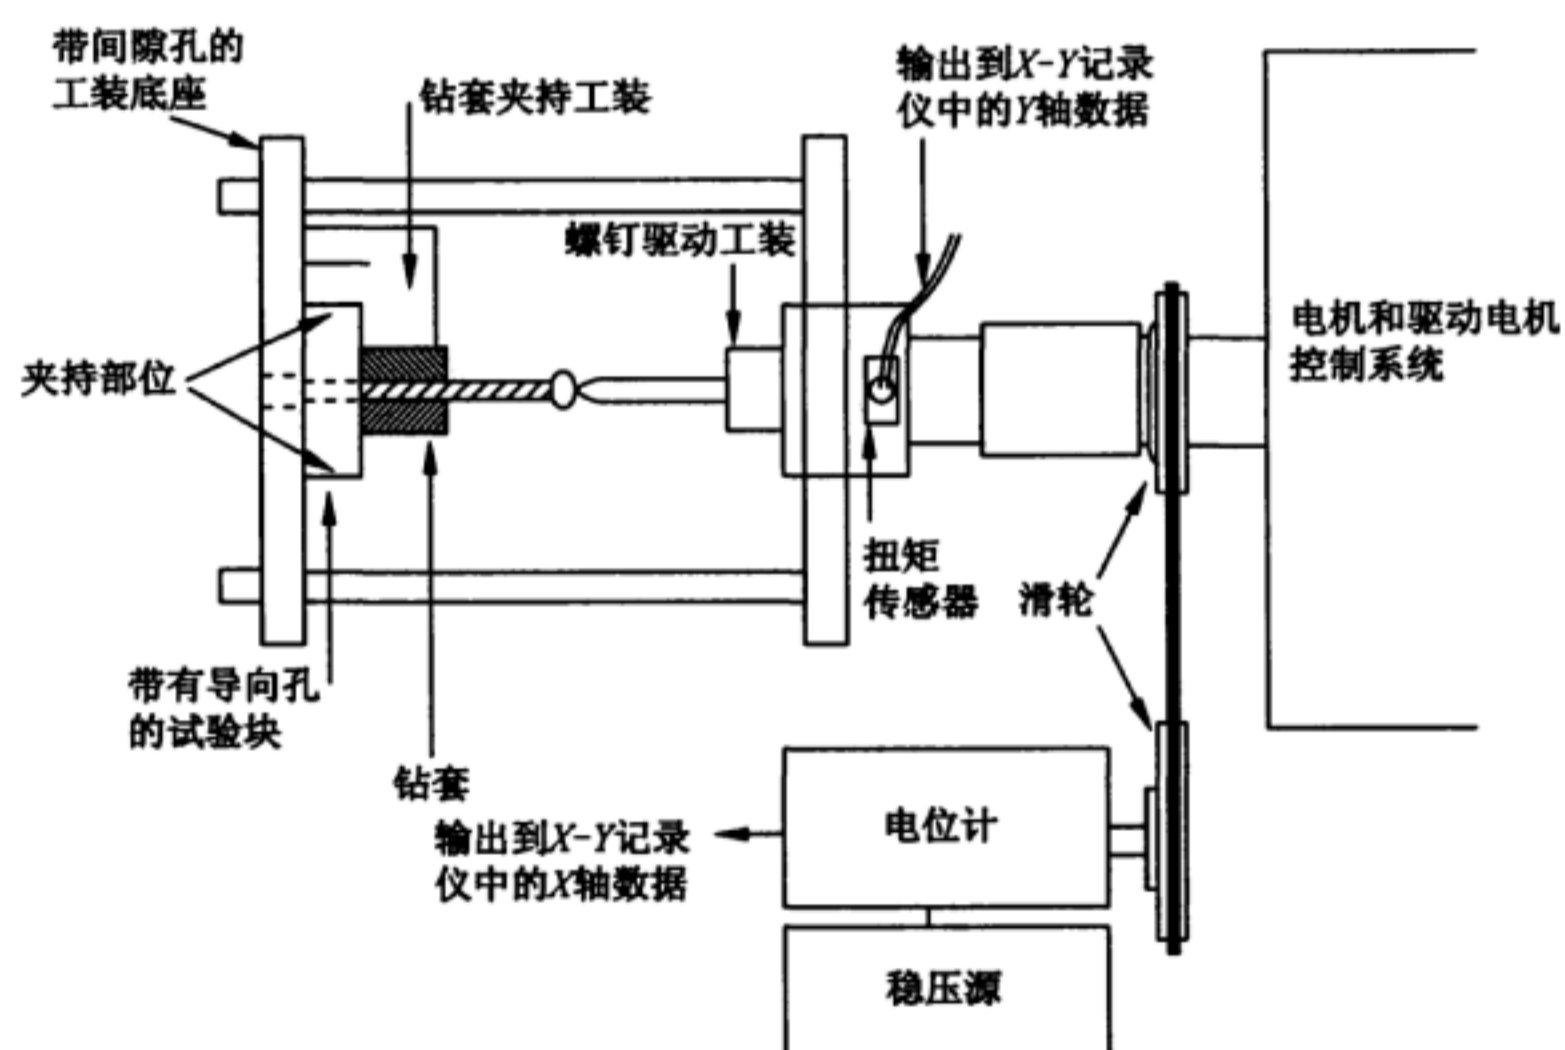 带间隙孔的
工装底座
钻套夹持工装
输出到X-Y记录
仪中的Y轴数据
螺钉驱动工装
电机和驱动电机
控制系统
夹持部位
扭矩
传感器
滑轮
带有导向孔
的试验块
钻套
输出到X-Y记录
仪中的X轴数据
电位计
稳压源